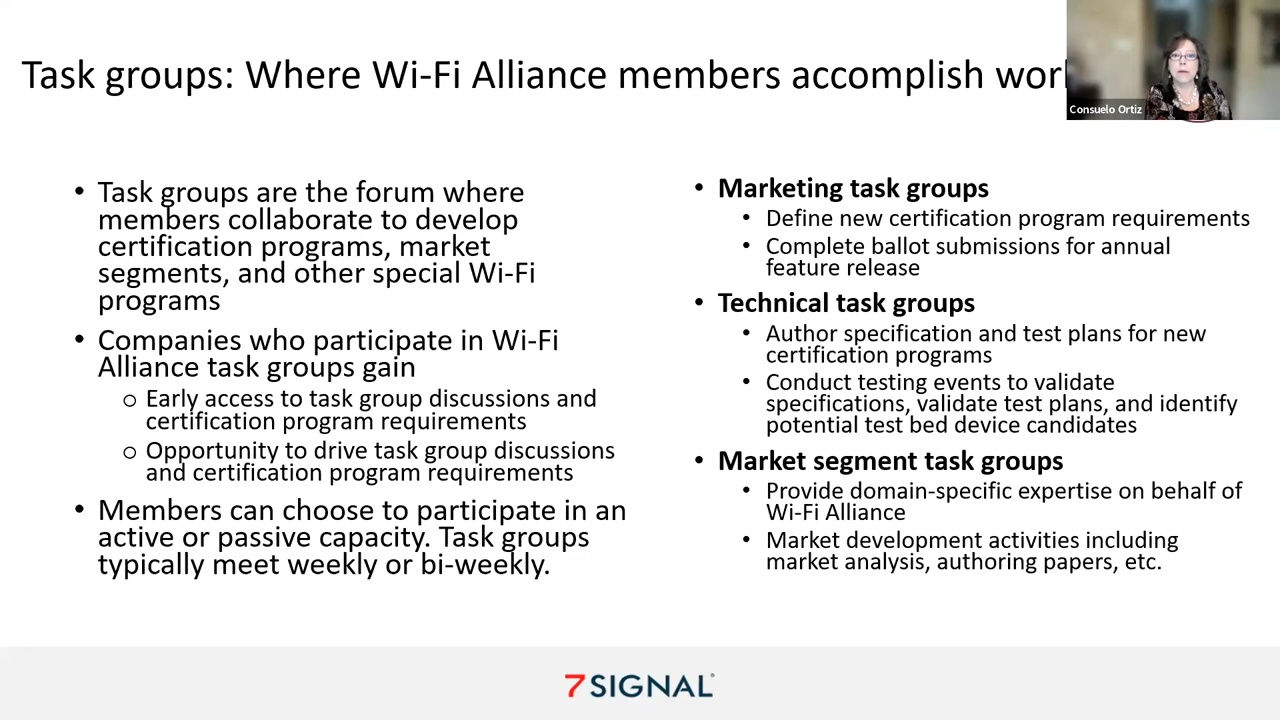 Task groups: Where Wi-Fi Alliance members accomplish wor
Consuelo Ortiz
• Task groups are the forum where
members collaborate to develop
certification programs, market
segments, and other special Wi-Fi
programs
• Companies who participate in Wi-Fi
Alliance task groups gain
o Early access to task group discussions and
certification program requirements
o Opportunity to drive task group discussions
and certification program requirements
• Members can choose to participate in an
active or passive capacity. Task groups
typically meet weekly or bi-weekly.
• Marketing task groups
• Define new certification program requirements
• Complete ballot submissions for annual
feature release
• Technical task groups
• Author specification and test plans for new
certification programs
• Conduct testing events to validate
specifications, validate test plans, and identify
potential test bed device candidates
• Market segment task groups
• Provide domain-specific expertise on behalf of
Wi-Fi Alliance
• Market development activities including
market analysis, authoring papers, etc.
7SIGNAL